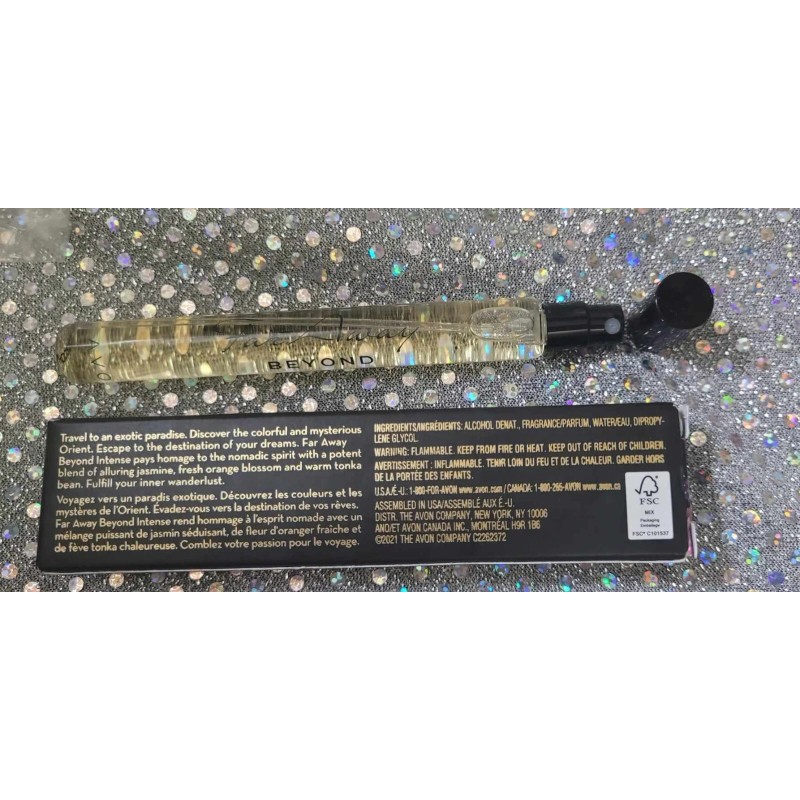 Far Away
BEYOND
AVON
Travel to an exotic paradise. Discover the colorful and mysterious
Orient. Escape to the destination of your dreams. Far Away
Beyond Intense pays homage to the nomadic spirit with a potent
blend of alluring jasmine, fresh orange blossom and warm tonka
bean. Fulfill your inner wanderlust.
Voyagez vers un paradis exotique. Découvrez les couleurs et les
mystères de l'Orient. Évadez-vous vers la destination de vos rêves.
Far Away Beyond Intense rend hommage à l'esprit nomade avec un
mélange puissant de jasmin séduisant, de fleur d'oranger fraîche et
de fève tonka chaleureuse. Comblez votre passion pour le voyage.
INGREDIENTS/INGRÉDIENTS: ALCOHOL DENAT., FRAGRANCE/PARFUM, WATER/EAU, DIPROPY-
LENE GLYCOL.
WARNING: FLAMMABLE. KEEP FROM FIRE OR HEAT. KEEP OUT OF REACH OF CHILDREN.
AVERTISSEMENT : INFLAMMABLE. TENIR LOIN DU FEU ET DE LA CHALEUR. GARDER HORS
DE LA PORTÉE DES ENFANTS.
U.S.A./É.-U. 1-800-FOR-AVON www.avon.com / CANADA: 1-800-265-AVON www.avon.ca
ASSEMBLED IN USA/ASSEMBLÉ AUX É.-U.
DISTR. THE AVON COMPANY, NEW YORK, NY 10006
AND/ET AVON CANADA INC., MONTRÉAL H9R 1B6
©2021 THE AVON COMPANY C2262372
FSC
MIX
Packaging
Emballage
FSC® C101537